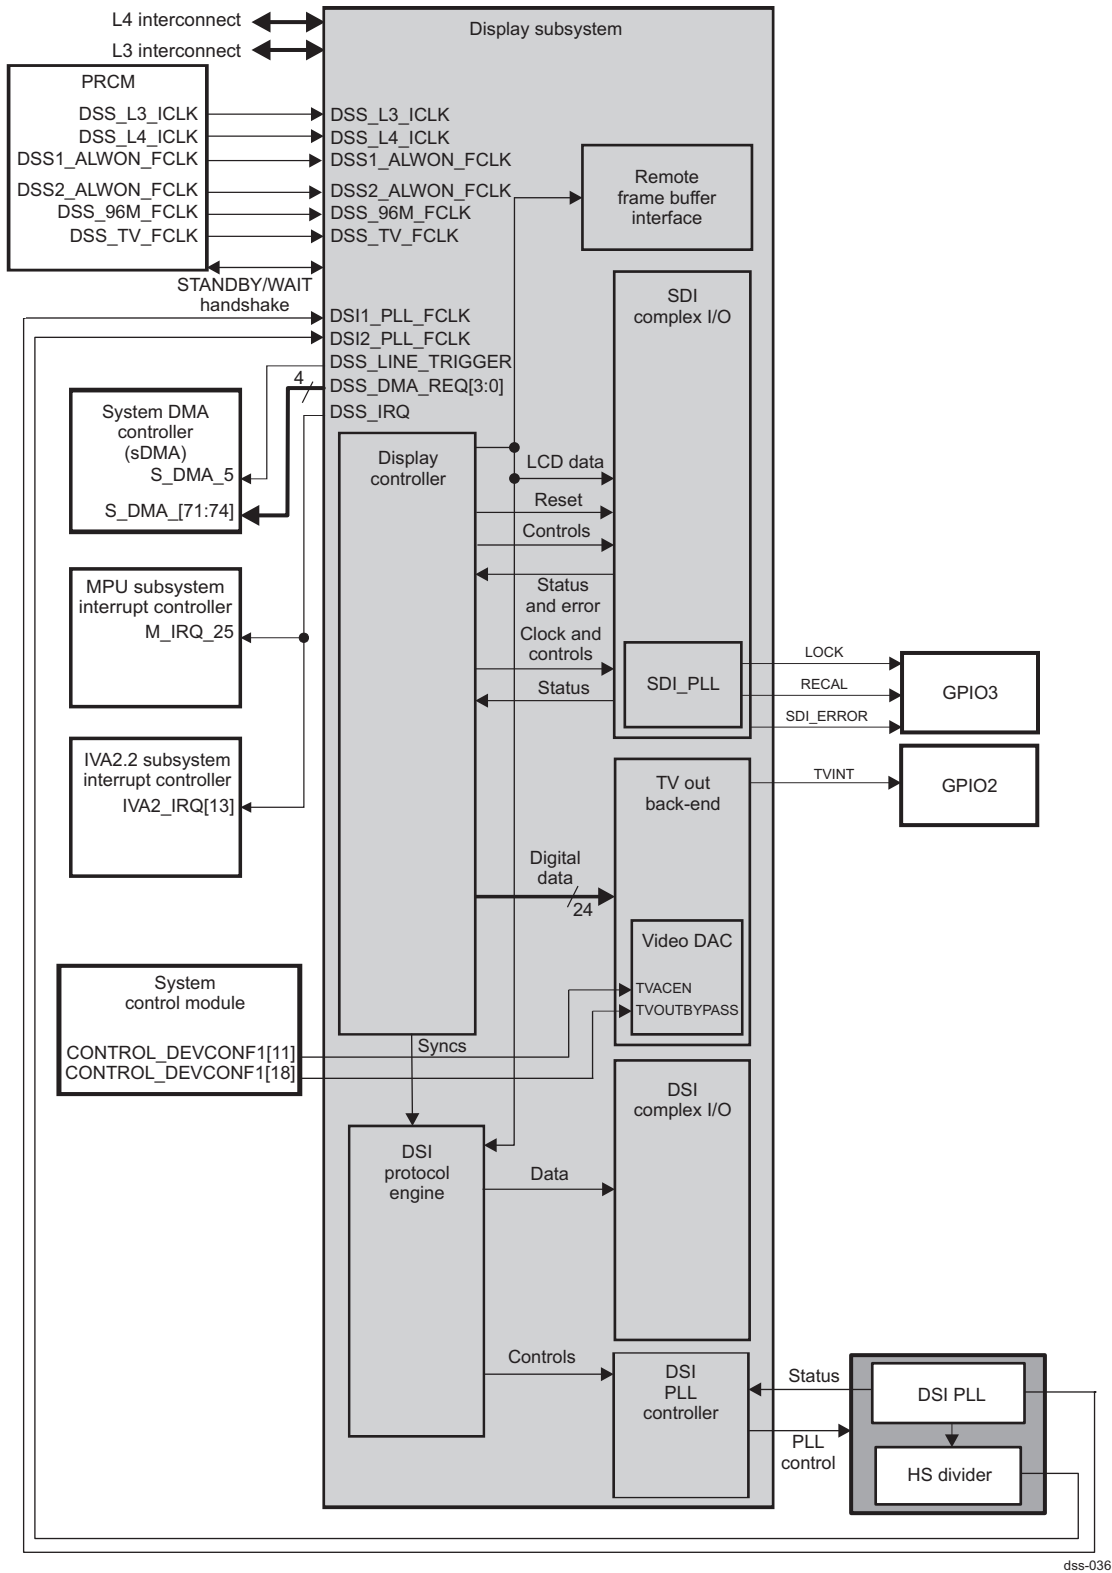 L4 interconnect
L3 interconnect
Display subsystem
PRCM
DSS_L3_ICLK
DSS_L4_ICLK
DSS1_ALWON_FCLK
DSS2_ALWON_FCLK
DSS_96M_FCLK
DSS_TV_FCLK
DSS_L3_ICLK
DSS_L4_ICLK
DSS1_ALWON_FCLK
DSS2_ALWON_FCLK
DSS_96M_FCLK
DSS_TV_FCLK
STANDBY/WAIT
handshake
Remote
frame buffer
interface
SDI
complex I/O
DSI1_PLL_FCLK
DSI2_PLL_FCLK
DSS_LINE_TRIGGER
DSS_DMA_REQ[3:0]
DSS_IRQ
4
System DMA
controller
(sDMA)
S_DMA_5
S_DMA_[71:74]
Display
controller
LCD data
Reset
Controls
Status
and error
Clock and
controls
Status
MPU subsystem
interrupt controller
M_IRQ_25
SDI_PLL
LOCK
RECAL
SDI_ERROR
GPIO3
IVA2.2 subsystem
interrupt controller
IVA2_IRQ[13]
TV out
back-end
TVINT
GPIO2
Digital
data
24
Video DAC
TVACEN
TVOUTBYPASS
System
control module
CONTROL_DEVCONF1[11]
CONTROL_DEVCONF1[18]
Syncs
DSI
complex I/O
DSI
protocol
engine
Data
Controls
DSI
PLL
controller
Status
PLL
control
DSI PLL
HS divider
dss-036